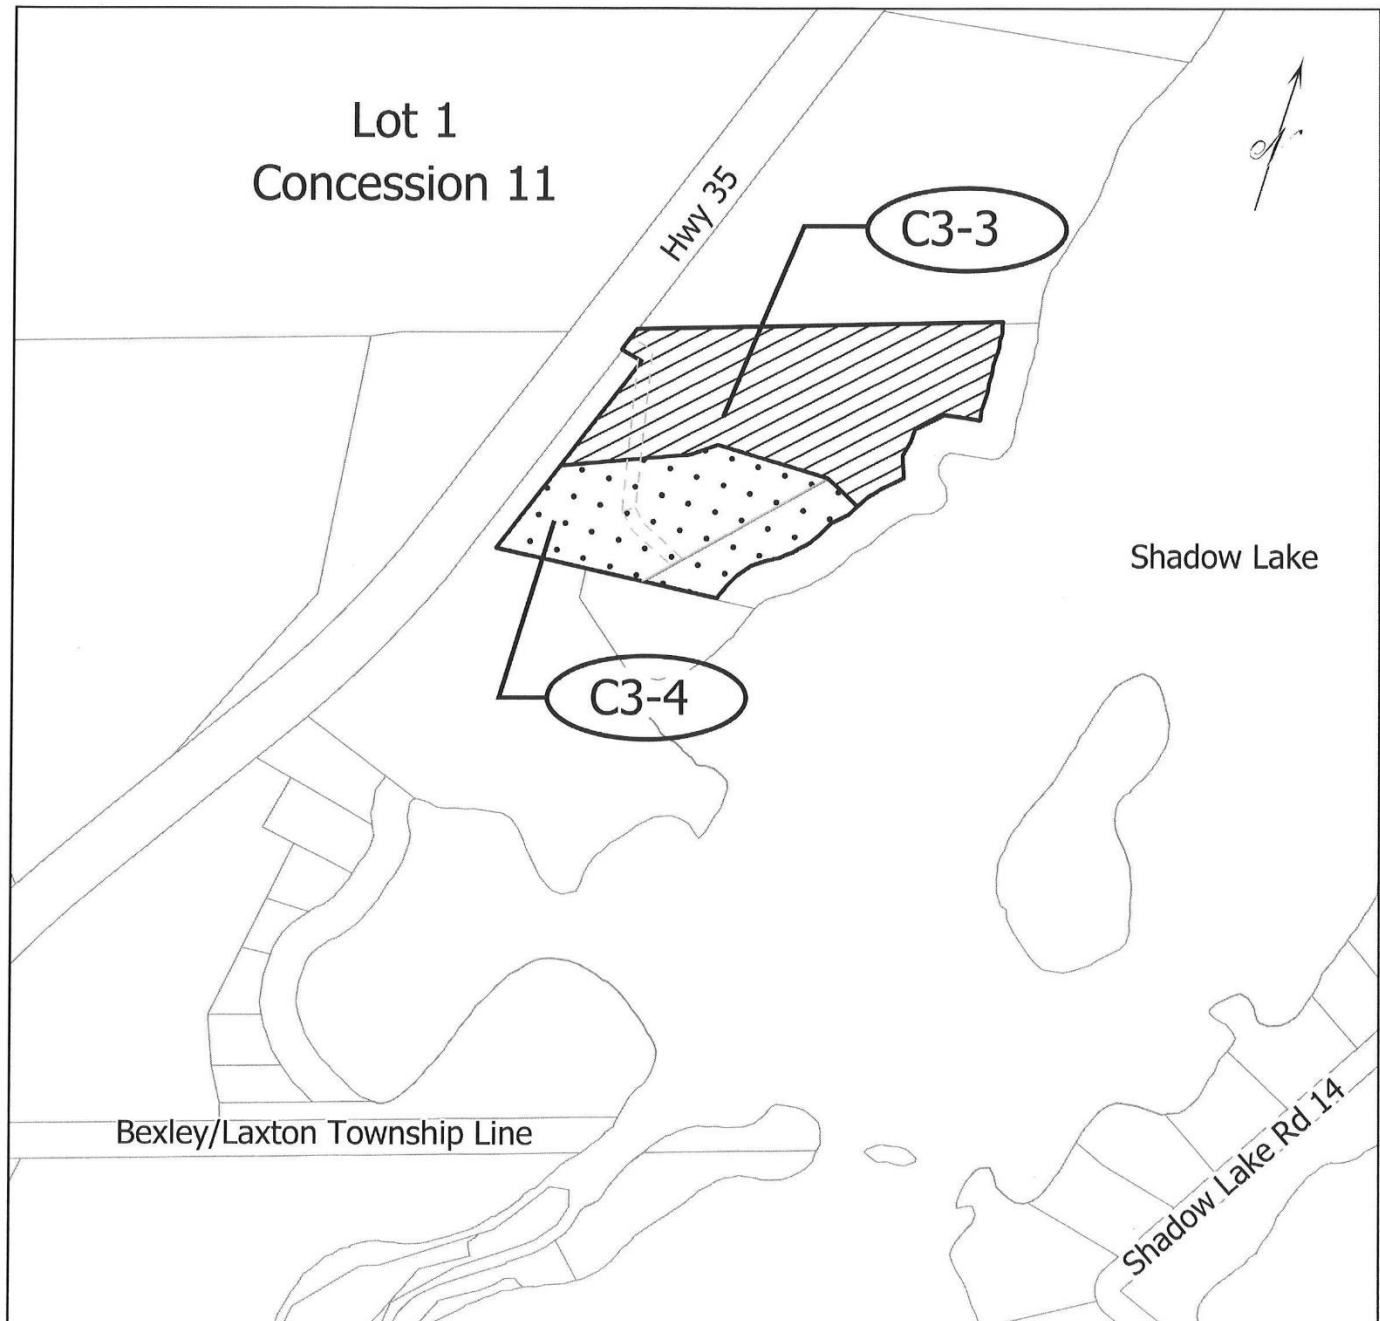 Lot 1
Concession 11
Hwy 35
C3-3
Shadow Lake
C3-4
Bexley/Laxton Township Line
Shadow Lake Rd 14